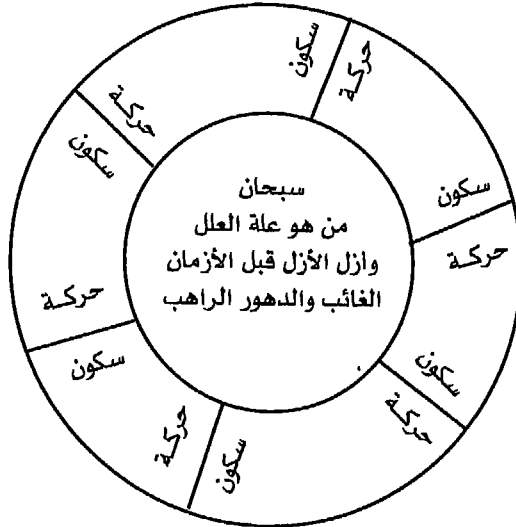 سكون
حركة
حركة
سكون
سكون
حركة
حركة
سكون
سكون
حركة
حركة
سكون
سبحان
من هو علة العلل
وأزل الأزل قبل الأزمان
الغائب والدهور الراهب